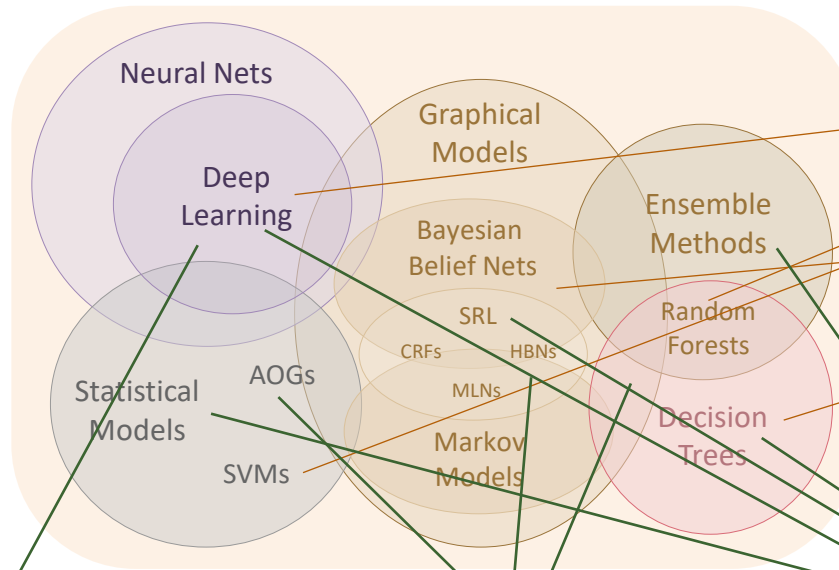 Neural Nets
Deep
Learning
Graphical
Models
Bayesian
Belief Nets
SRL
CRFs
HBNs
MLNs
Markov
Models
Ensemble
Methods
Random
Forests
Decision
Trees
Statistical
Models
AOGs
SVMs